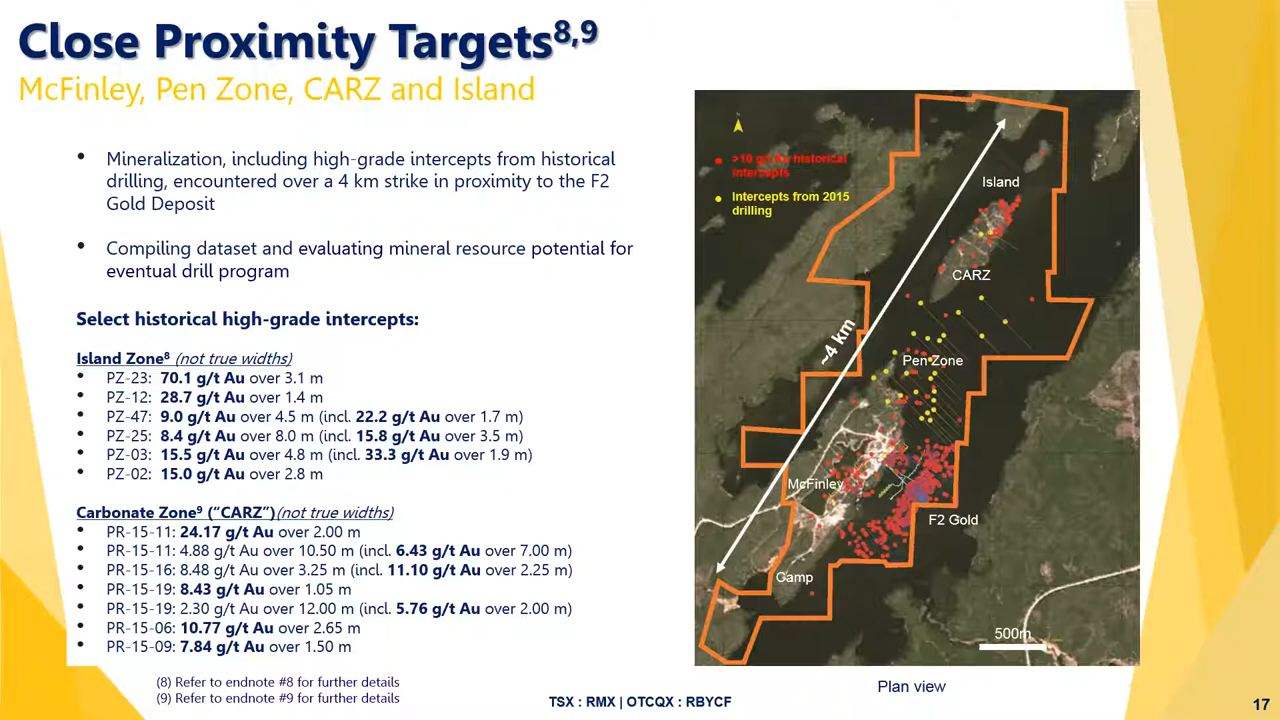 Close Proximity Targets8,9
McFinley, Pen Zone, CARZ and Island
• Mineralization, including high-grade intercepts from historical
drilling, encountered over a 4 km strike in proximity to the F2
Gold Deposit
• Compiling dataset and evaluating mineral resource potential for
eventual drill program
Select historical high-grade intercepts:
Island Zone8 (not true widths)
• PZ-23: 70.1 g/t Au over 3.1 m
• PZ-12: 28.7 g/t Au over 1.4 m
• PZ-47: 9.0 g/t Au over 4.5 m (incl. 22.2 g/t Au over 1.7 m)
• PZ-25: 8.4 g/t Au over 8.0 m (incl. 15.8 g/t Au over 3.5 m)
• PZ-03: 15.5 g/t Au over 4.8 m (incl. 33.3 g/t Au over 1.9 m)
• PZ-02: 15.0 g/t Au over 2.8 m
Carbonate Zone9 ("CARZ")(not true widths)
• PR-15-11: 24.17 g/t Au over 2.00 m
• PR-15-11: 4.88 g/t Au over 10.50 m (incl. 6.43 g/t Au over 7.00 m)
• PR-15-16: 8.48 g/t Au over 3.25 m (incl. 11.10 g/t Au over 2.25 m)
• PR-15-19: 8.43 g/t Au over 1.05 m
• PR-15-19: 2.30 g/t Au over 12.00 m (incl. 5.76 g/t Au over 2.00 m)
• PR-15-06: 10.77 g/t Au over 2.65 m
• PR-15-09: 7.84 g/t Au over 1.50 m
(8) Refer to endnote #8 for further details
(9) Refer to endnote #9 for further details
>10 g/t Au historical
intercepts
Intercepts from 2015
drilling
Island
CARZ
~4 km
Pen Zone
McFinley
F2 Gold
Camp
500m
Plan view
TSX : RMX | OTCQX : RBYCF
17